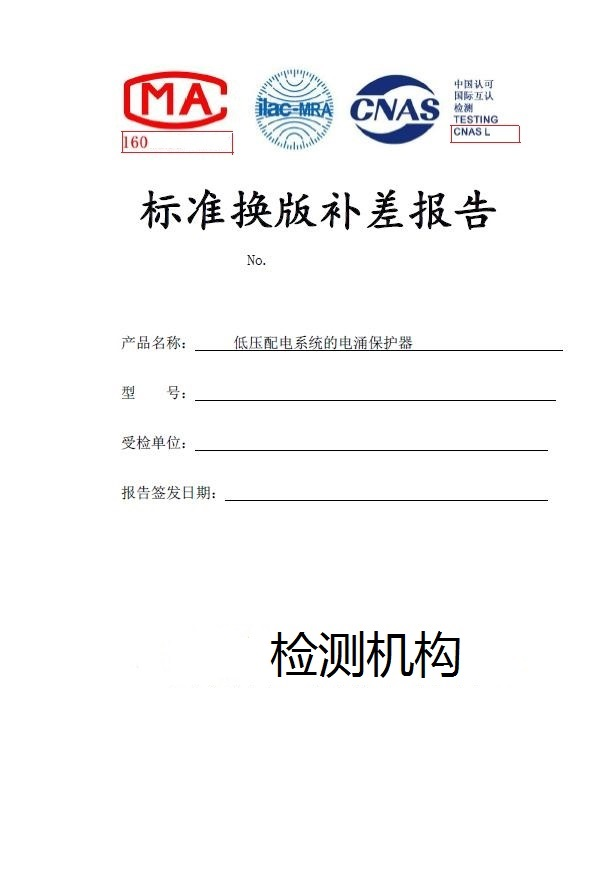 MA
160
ilac-MRA
CNAS
中国认可
国际互认
检测
TESTING
CNAS L
标准换版补差报告
No.
产品名称： 低压配电系统的电涌保护器
型 号：
受检单位：
报告签发日期：
检测机构